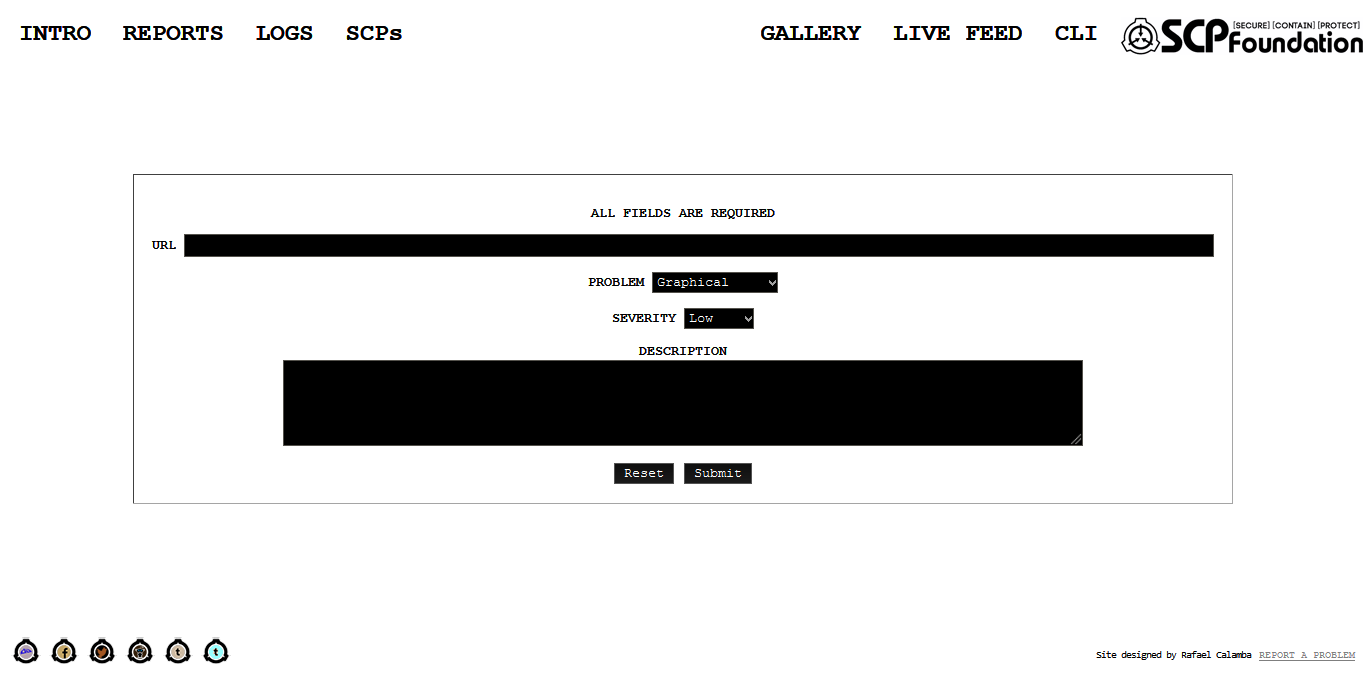 INTRO REPORTS LOGS SCPs GALLERY LIVE FEED CLI
[SECURE] [CONTAIN] [PROTECT]
SCP Foundation
ALL FIELDS ARE REQUIRED
URL
PROBLEM Graphical
SEVERITY Low
DESCRIPTION
Reset Submit
f t t
Site designed by Rafael Calamba REPORT A PROBLEM